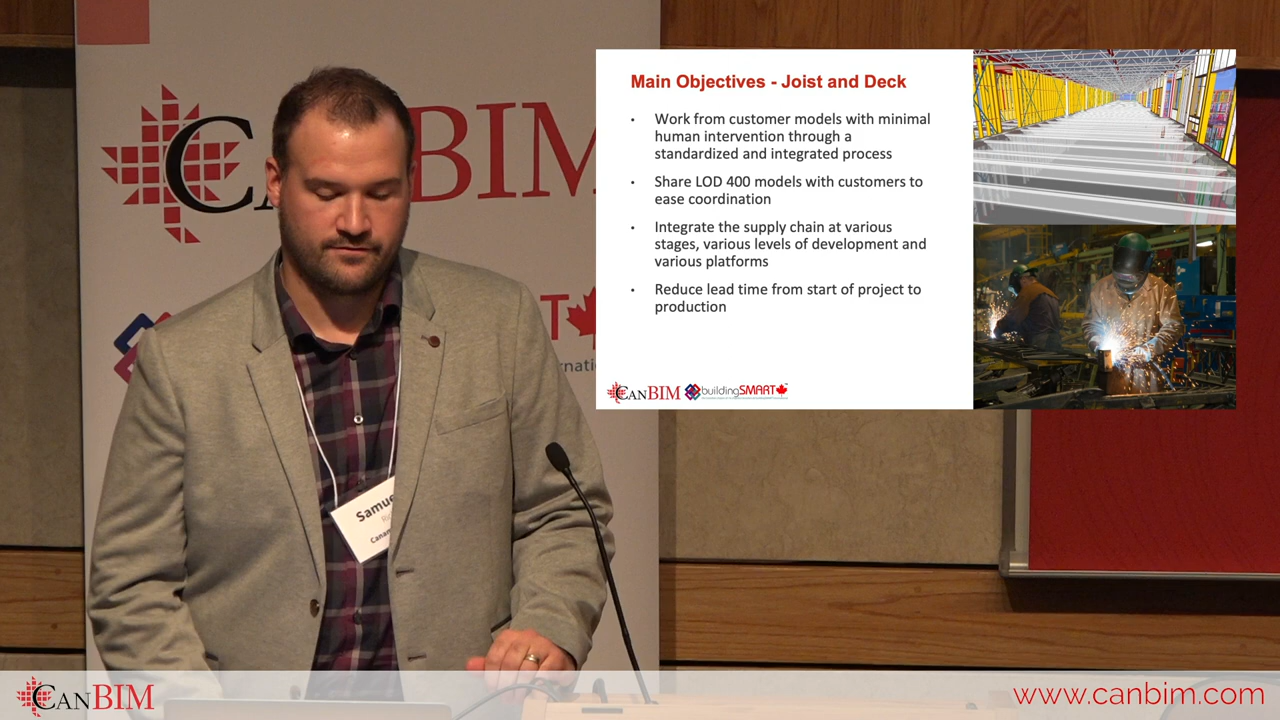 CANBIM
Main Objectives - Joist and Deck
• Work from customer models with minimal
human intervention through a
standardized and integrated process
• Share LOD 400 models with customers to
ease coordination
• Integrate the supply chain at various
stages, various levels of development and
various platforms
• Reduce lead time from start of project to
production
CANBIM buildingSMART
Samue
CANBIM
www.canbim.com